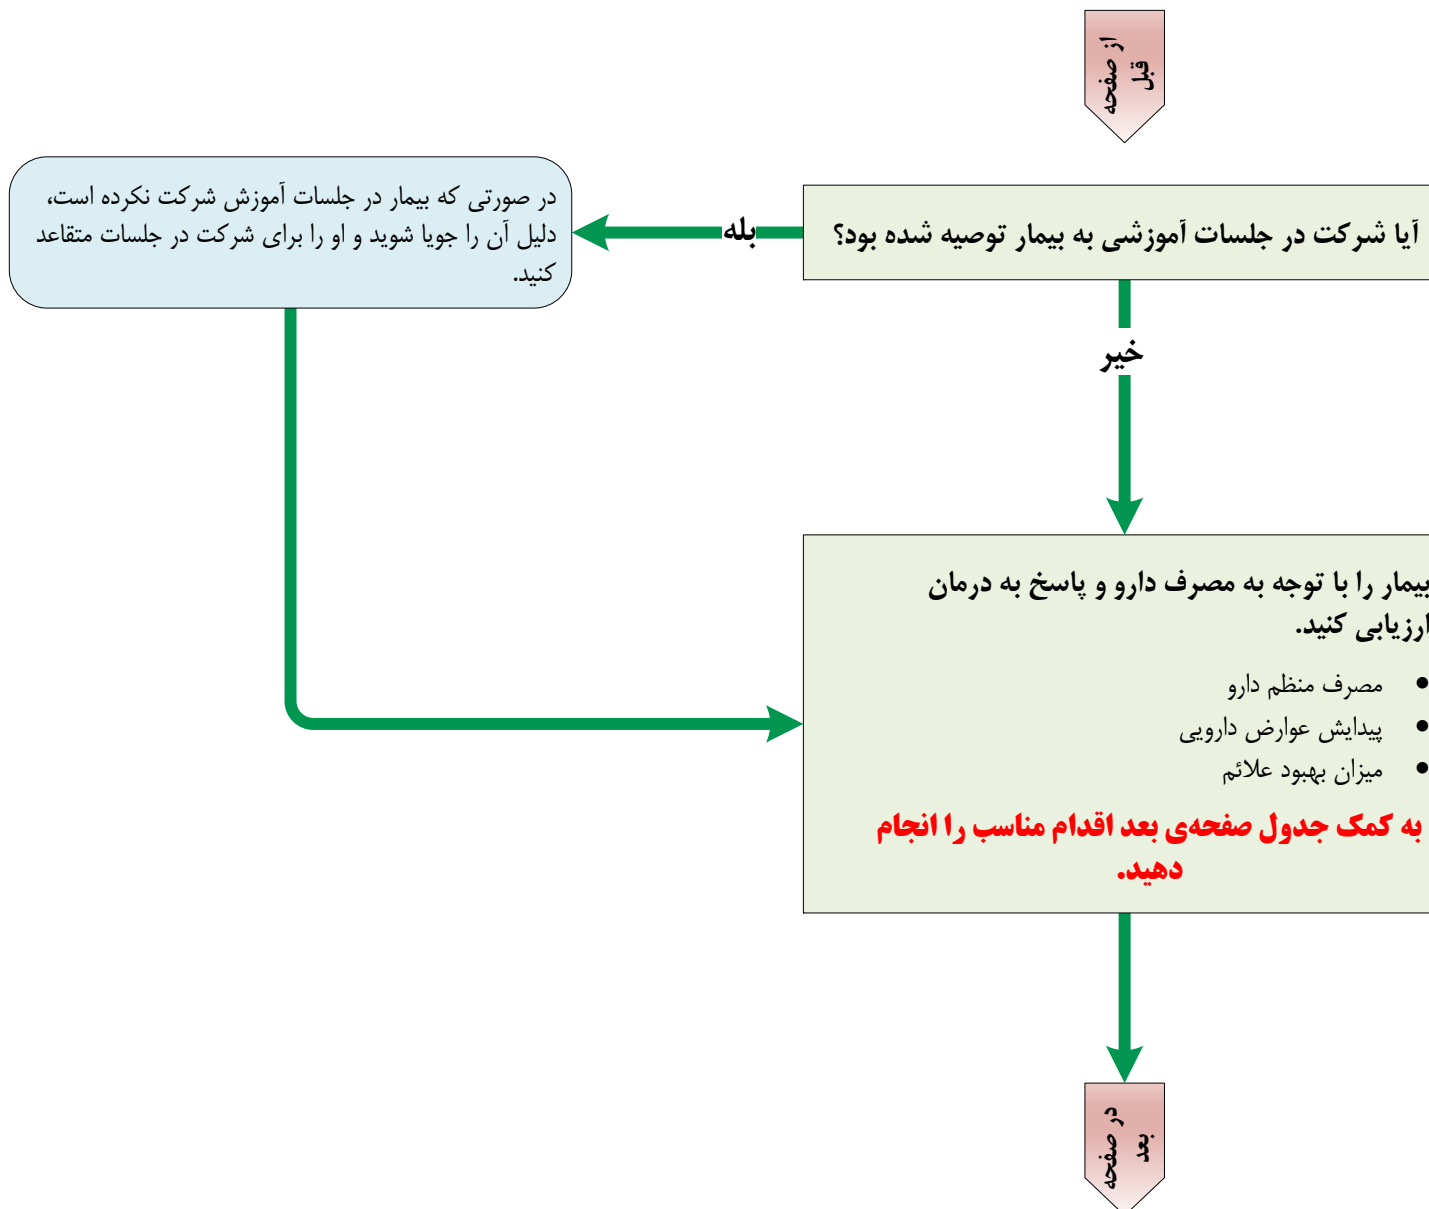 از صفحه
قبل
آیا شرکت در جلسات آموزشی به بیمار توصیه شده بود؟
بله
در صورتی که بیمار در جلسات آموزش شرکت نکرده است،
دلیل آن را جویا شوید و او را برای شرکت در جلسات متقاعد
کنید.
خیر
بیمار را با توجه به مصرف دارو و پاسخ به درمان
ارزیابی کنید.
• مصرف منظم دارو
• پیدایش عوارض دارویی
• میزان بهبود علائم
به کمک جدول صفحه‌ی بعد اقدام مناسب را انجام
دهید.
در صفحه
بعد